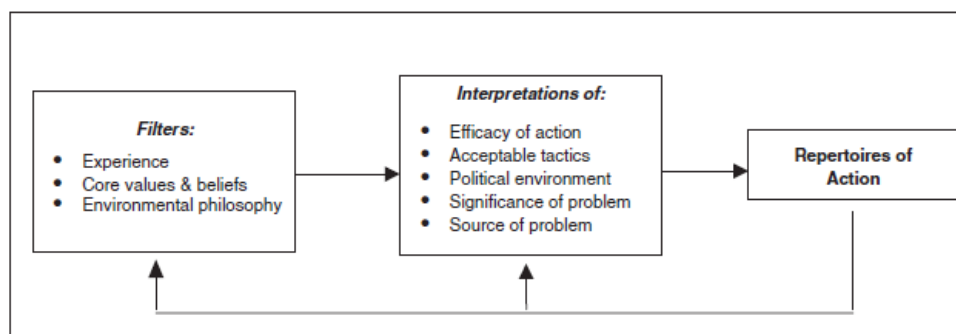 Filters:
• Experience
• Core values & beliefs
• Environmental philosophy
Interpretations of:
• Efficacy of action
• Acceptable tactics
• Political environment
• Significance of problem
• Source of problem
Repertoires of
Action